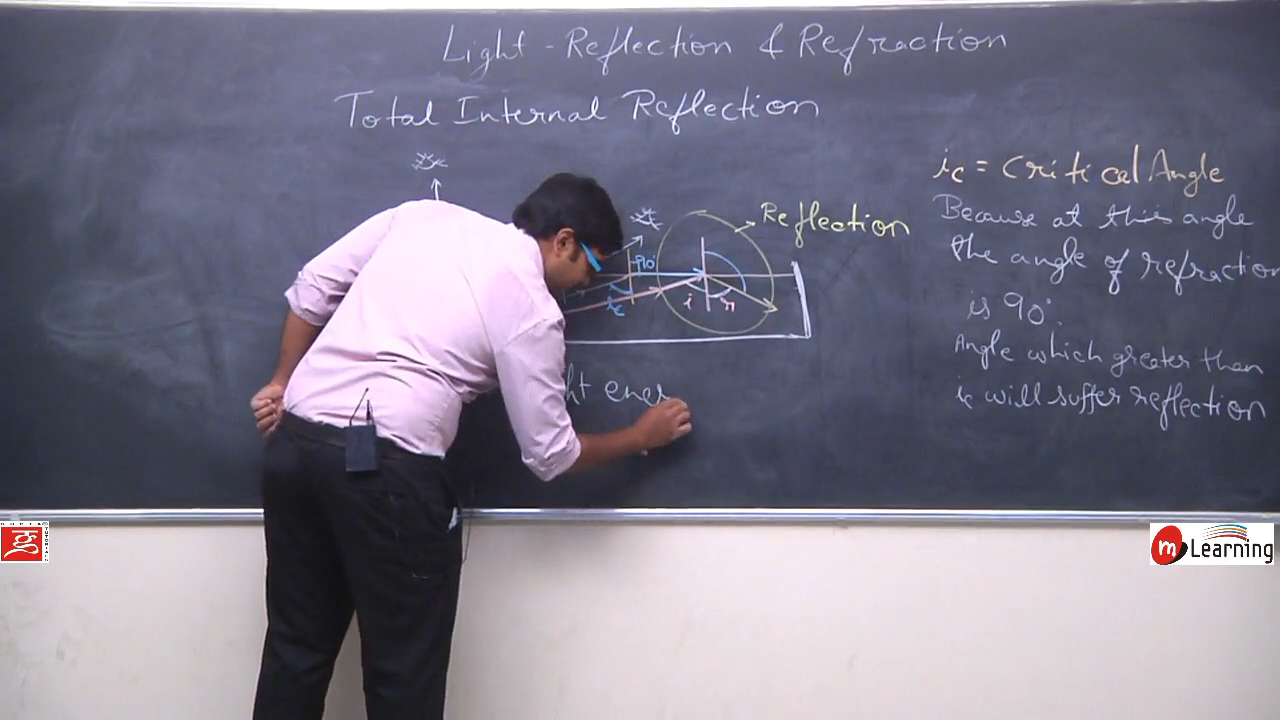 Light - Reflection & Refraction
Total Internal Reflection
ic = Critical Angle
Because at this angle
the angle of refraction
is 90°.
Angle which greater than
ic will suffer reflection
Reflection
90°
ic
i
r
ht ener
m Learning